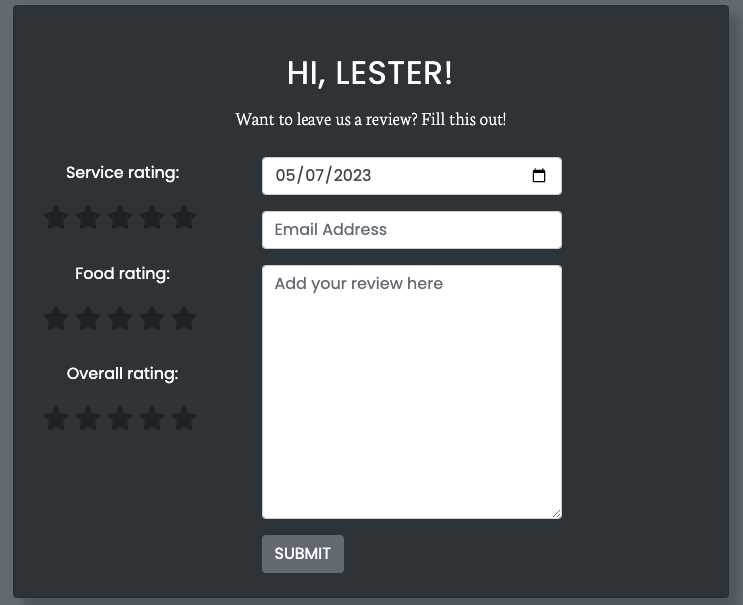 HI, LESTER!
Want to leave us a review? Fill this out!
Service rating:
Food rating:
Overall rating:
05/07/2023
Email Address
Add your review here
SUBMIT